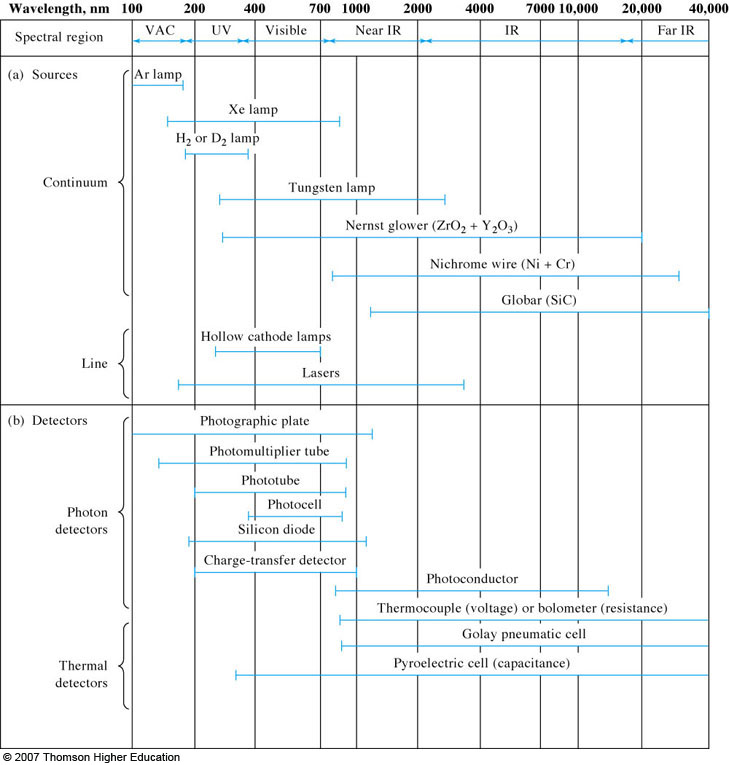 Wavelength, nm 100 200 400 700 1000 2000 4000 7000 10,000 20,000 40,000
Spectral region VAC UV Visible Near IR IR Far IR
(a) Sources
Ar lamp
Xe lamp
H₂ or D₂ lamp
Continuum
Tungsten lamp
Nernst glower (ZrO₂ + Y₂O₃)
Nichrome wire (Ni + Cr)
Globar (SiC)
Hollow cathode lamps
Line
Lasers
(b) Detectors
Photographic plate
Photomultiplier tube
Phototube
Photocell
Photon
detectors
Silicon diode
Charge-transfer detector
Photoconductor
Thermocouple (voltage) or bolometer (resistance)
Golay pneumatic cell
Thermal
detectors
Pyroelectric cell (capacitance)
© 2007 Thomson Higher Education